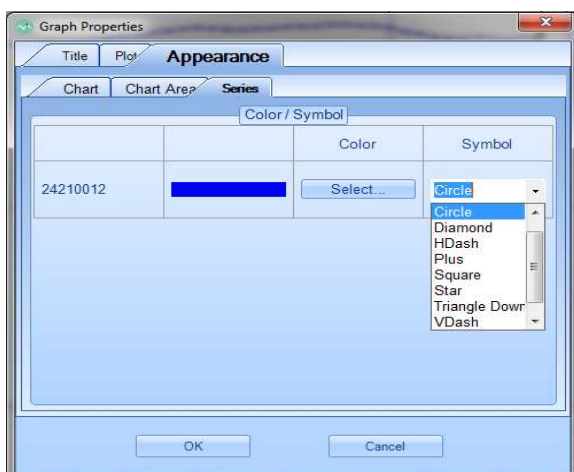 Graph Properties
Title Plot Appearance
Chart Chart Area Series
Color / Symbol
Color Symbol
24210012 Select... Circle
Circle
Diamond
HDash
Plus
Square
Star
Triangle Down
VDash
OK Cancel